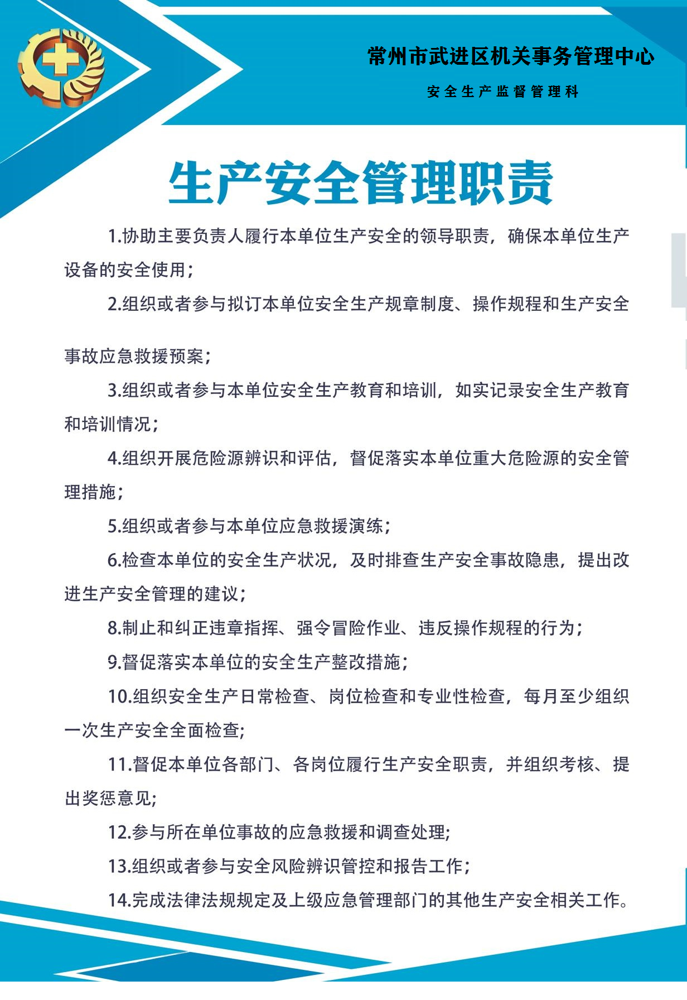 常州市武进区机关事务管理中心
安全生产监督管理科
生产安全管理职责
1.协助主要负责人履行本单位生产安全的领导职责，确保本单位生产
设备的安全使用；
2.组织或者参与拟订本单位安全生产规章制度、操作规程和生产安全
事故应急救援预案；
3.组织或者参与本单位安全生产教育和培训，如实记录安全生产教育
和培训情况；
4.组织开展危险源辨识和评估，督促落实本单位重大危险源的安全管
理措施；
5.组织或者参与本单位应急救援演练；
6.检查本单位的安全生产状况，及时排查生产安全事故隐患，提出改
进生产安全管理的建议；
8.制止和纠正违章指挥、强令冒险作业、违反操作规程的行为；
9.督促落实本单位的安全生产整改措施；
10.组织安全生产日常检查、岗位检查和专业性检查，每月至少组织
一次生产安全全面检查;
11.督促本单位各部门、各岗位履行生产安全职责，并组织考核、提
出奖惩意见;
12.参与所在单位事故的应急救援和调查处理;
13.组织或者参与安全风险辨识管控和报告工作；
14.完成法律法规规定及上级应急管理部门的其他生产安全相关工作。